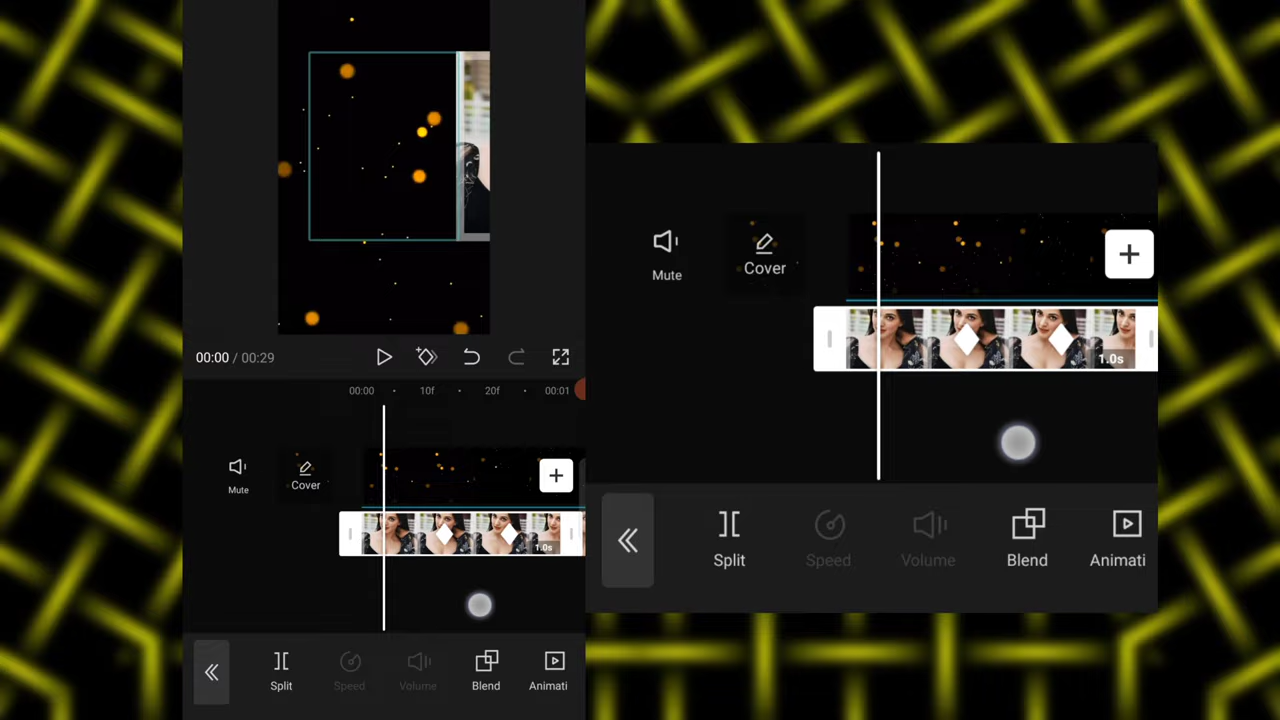 00:00 / 00:29
00:00
10f
20f
00:01
Mute
Cover
1.0s
Split
Speed
Volume
Blend
Animati
Mute
Cover
1.0s
Split
Speed
Volume
Blend
Animati